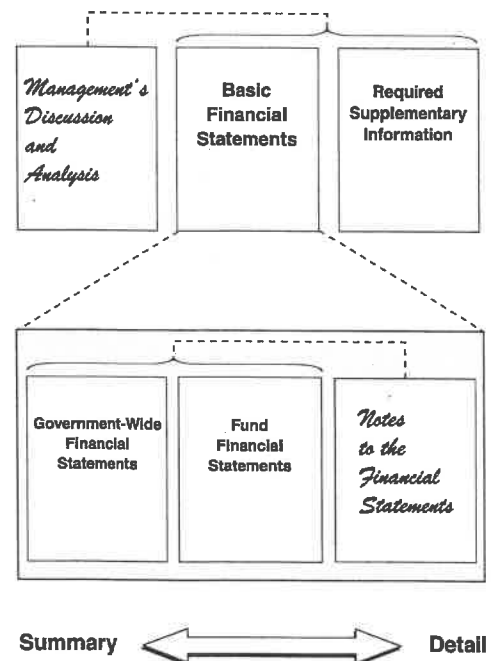 Management's
Discussion
and
Analysis
Basic
Financial
Statements
Required
Supplementary
Information
Government-Wide
Financial
Statements
Fund
Financial
Statements
Notes
to the
Financial
Statements
Summary
Detail